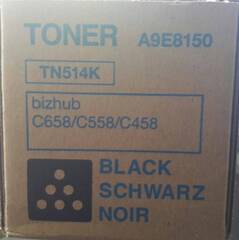 TONER A9E8150
TN514K
bizhub
C658/C558/C458
BLACK
SCHWARZ
NOIR